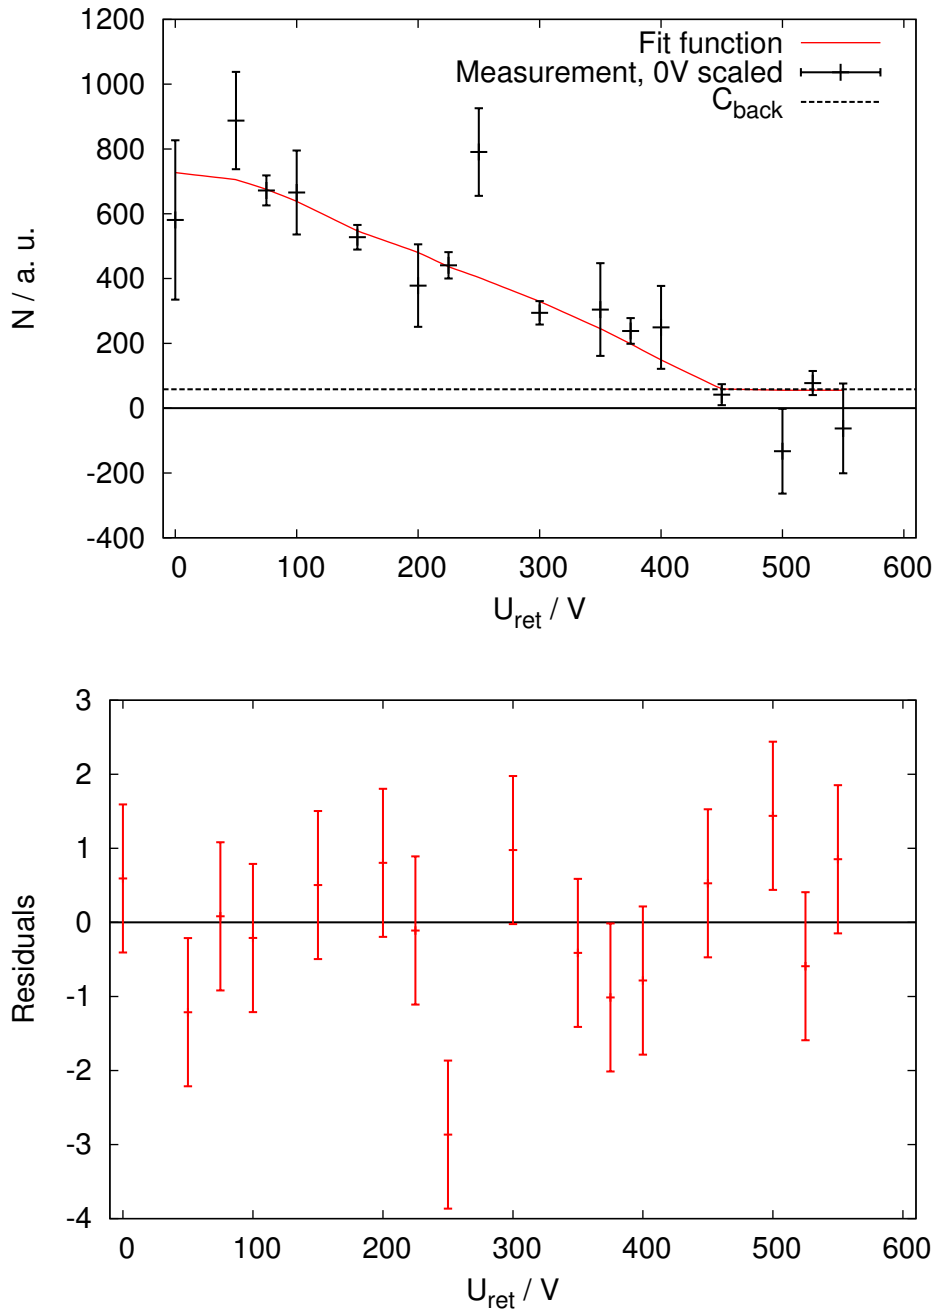 1200
1000
800
600
400
200
0
-200
-400
N / a. u.
Fit function
Measurement, 0V scaled
C_back
0 100 200 300 400 500 600
U_ret / V
3
2
1
0
-1
-2
-3
-4
Residuals
0 100 200 300 400 500 600
U_ret / V